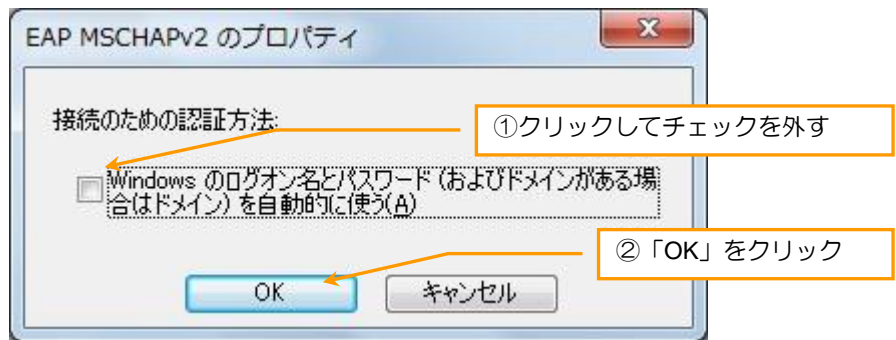 EAP MSCHAPv2 のプロパティ
接続のための認証方法:
①クリックしてチェックを外す
Windows のログオン名とパスワード (およびドメインがある場
合はドメイン) を自動的に使う(A)
②「OK」をクリック
OK
キャンセル